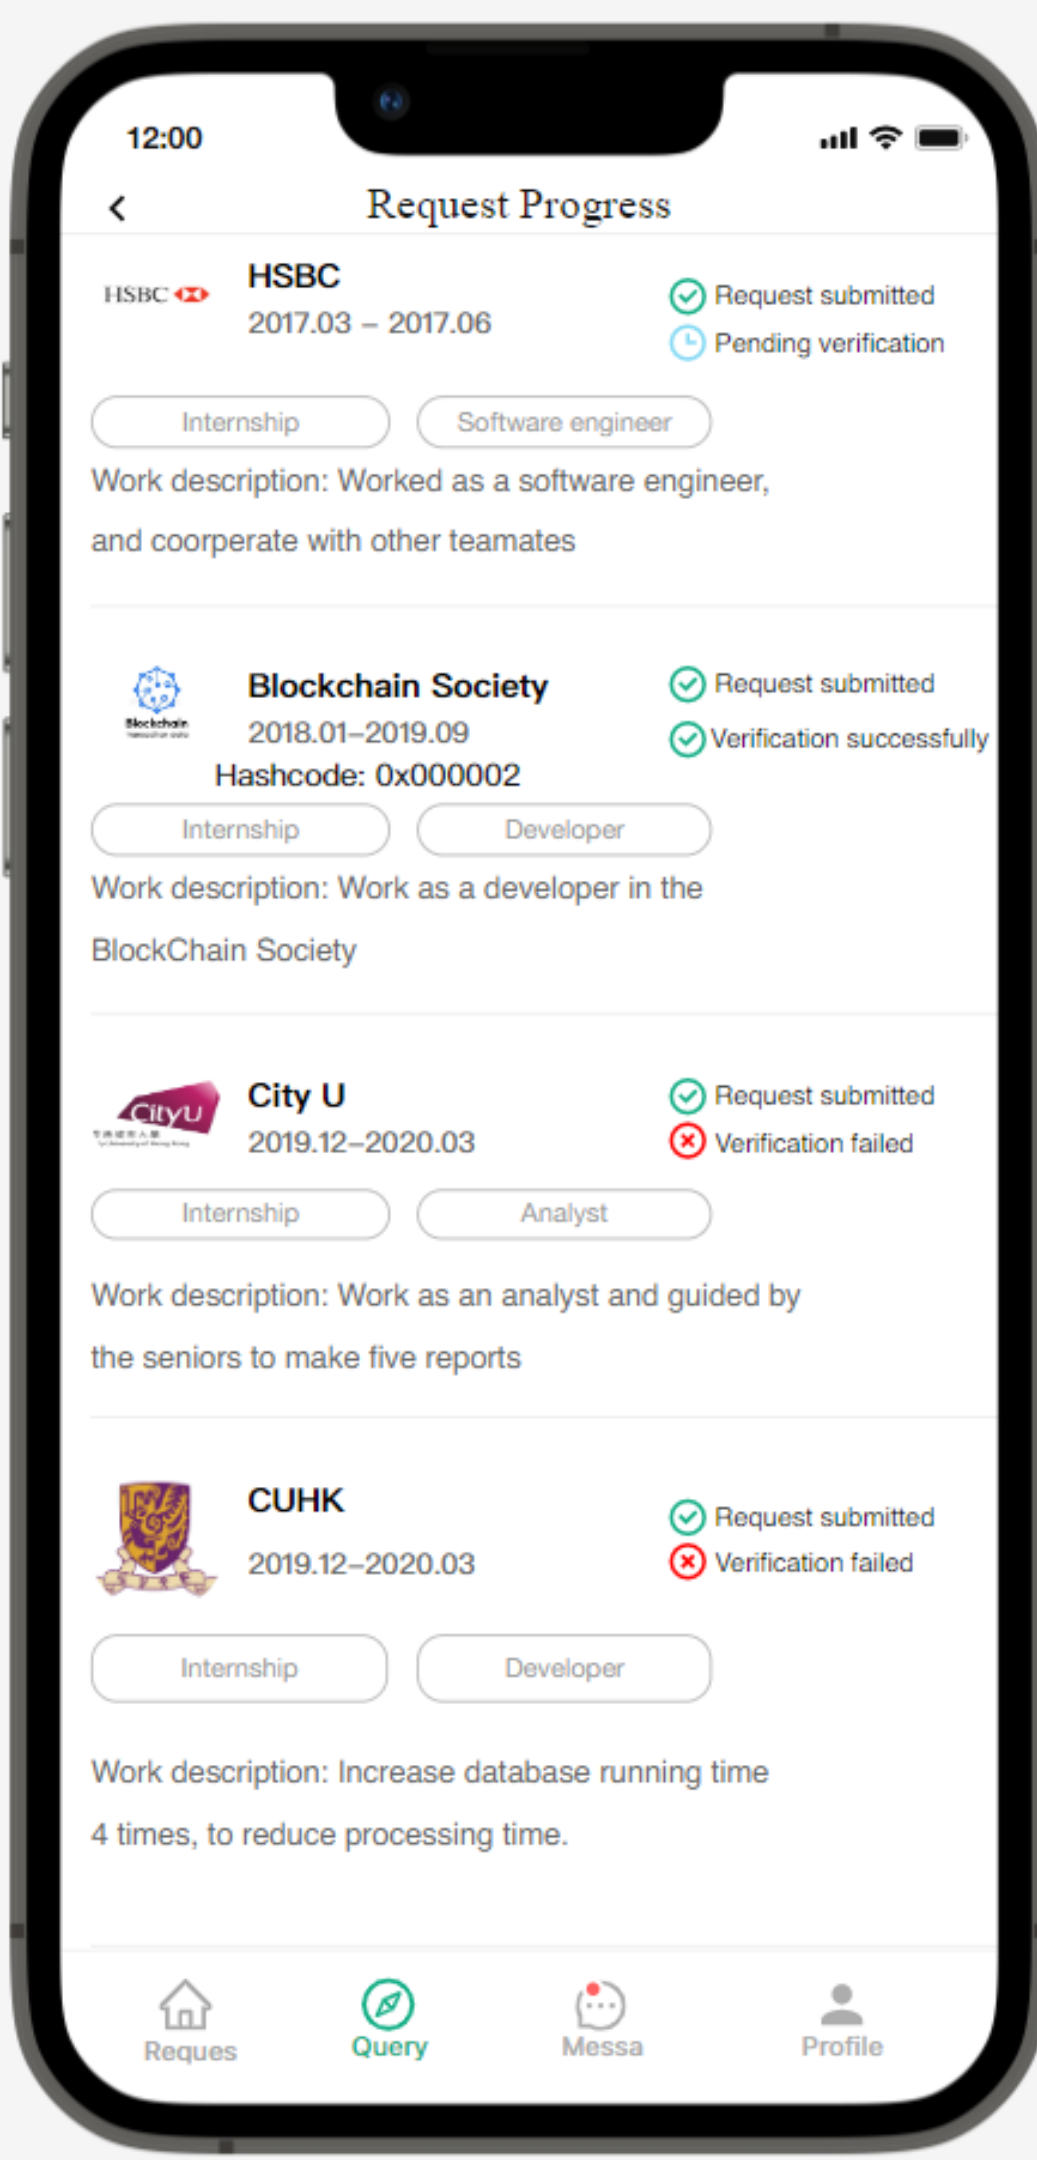 12:00
Request Progress
HSBC
HSBC
2017.03 – 2017.06
Request submitted
Pending verification
Internship
Software engineer
Work description: Worked as a software engineer,
and coorperate with other teamates
Blockchain
Blockchain Society
2018.01–2019.09
Hashcode: 0x000002
Request submitted
Verification successfully
Internship
Developer
Work description: Work as a developer in the
BlockChain Society
CityU
City U
2019.12–2020.03
Request submitted
Verification failed
Internship
Analyst
Work description: Work as an analyst and guided by
the seniors to make five reports
CUHK
2019.12–2020.03
Request submitted
Verification failed
Internship
Developer
Work description: Increase database running time
4 times, to reduce processing time.
Reques
Query
Messa
Profile